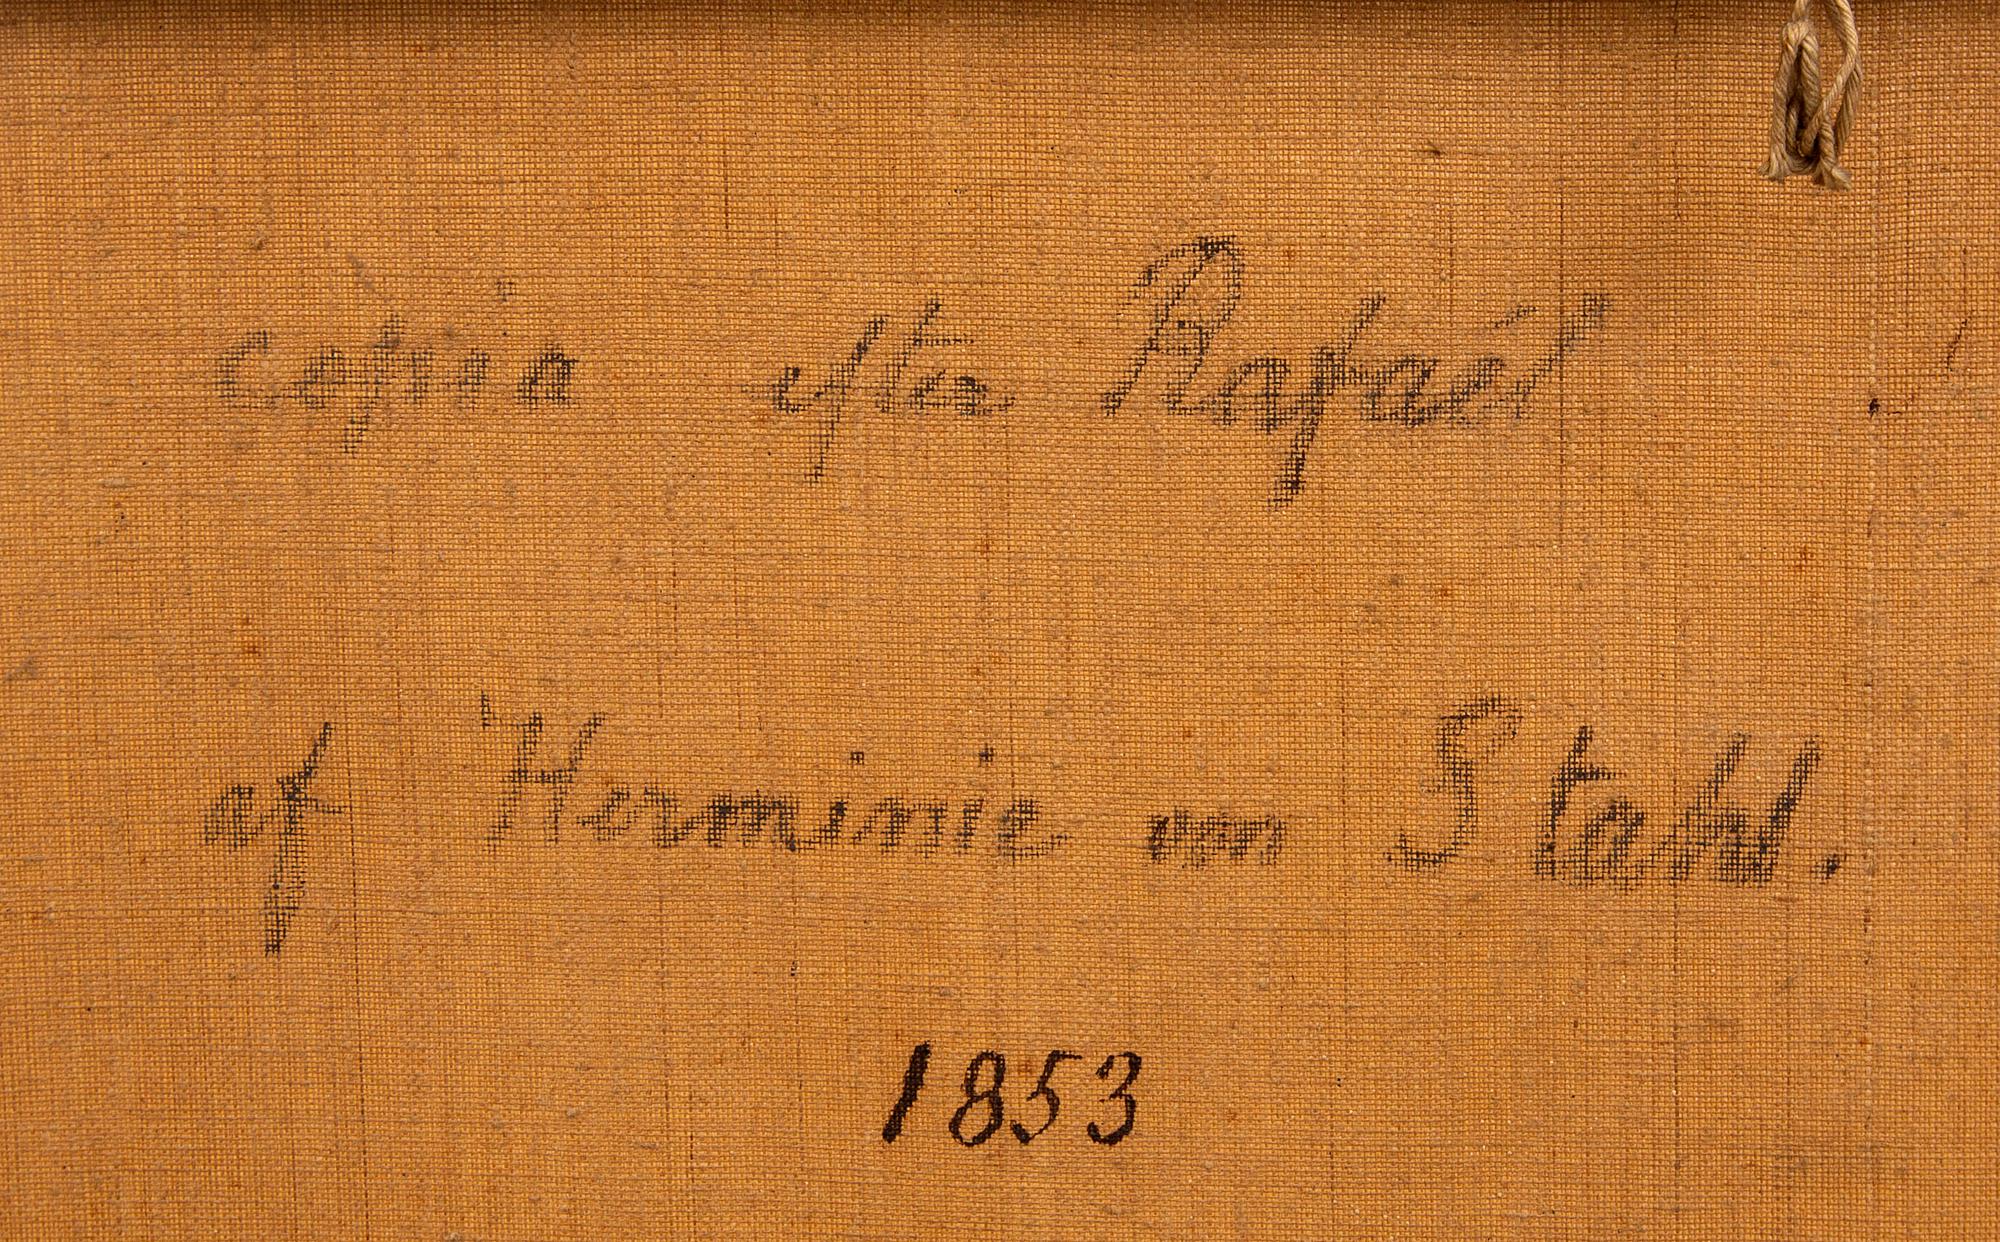 copia efter Rafaël
af Herminie von Stahl.
1853